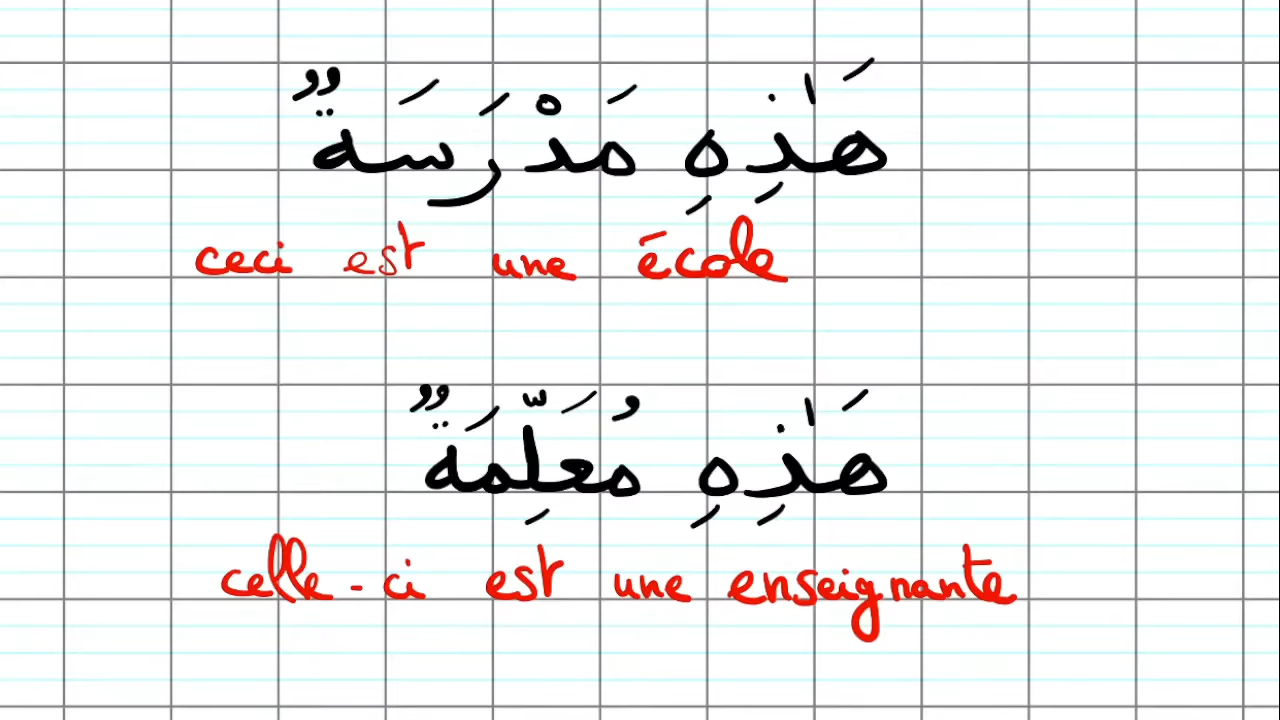 هَٰذِهِ مَدْرَسَةٌ
ceci est une école
هَٰذِهِ مُعَلِّمَةٌ
celle-ci est une enseignante